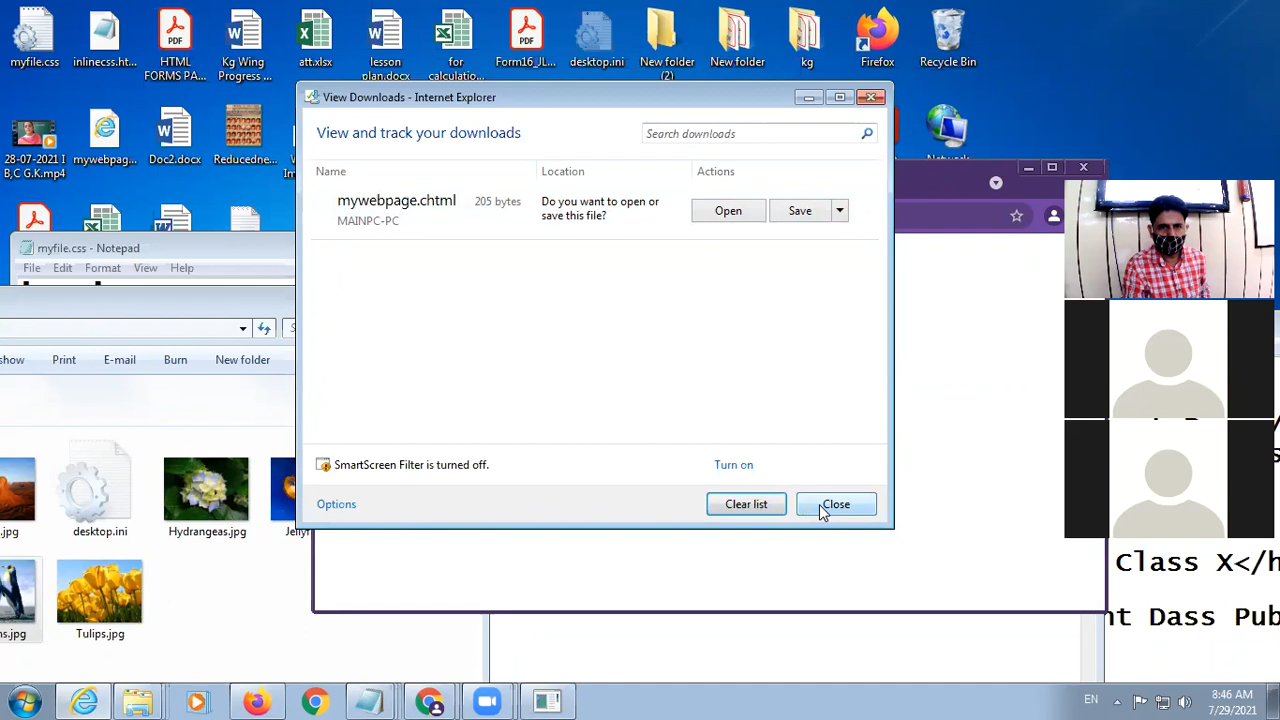 myfile.css
inlinecss.ht...
HTML FORMS PA...
Kg Wing Progress ...
att.xlsx
lesson plan.docx
for calculatio...
Form16_JL...
desktop.ini
New folder (2)
New folder
kg
Firefox
Recycle Bin
28-07-2021 I B,C G.K.mp4
mywebpag...
Doc2.docx
Reducedne...
View Downloads - Internet Explorer
View and track your downloads
Search downloads
Name
Location
Actions
mywebpage.chtml
205 bytes
Do you want to open or
save this file?
Open
Save
MAINPC-PC
myfile.css - Notepad
File Edit Format View Help
show
Print
E-mail
Burn
New folder
SmartScreen Filter is turned off.
Turn on
Options
Clear list
Close
desktop.ini
Hydrangeas.jpg
Tulips.jpg
Class X</h
nt Dass Pub
EN
8:46 AM
7/29/2021